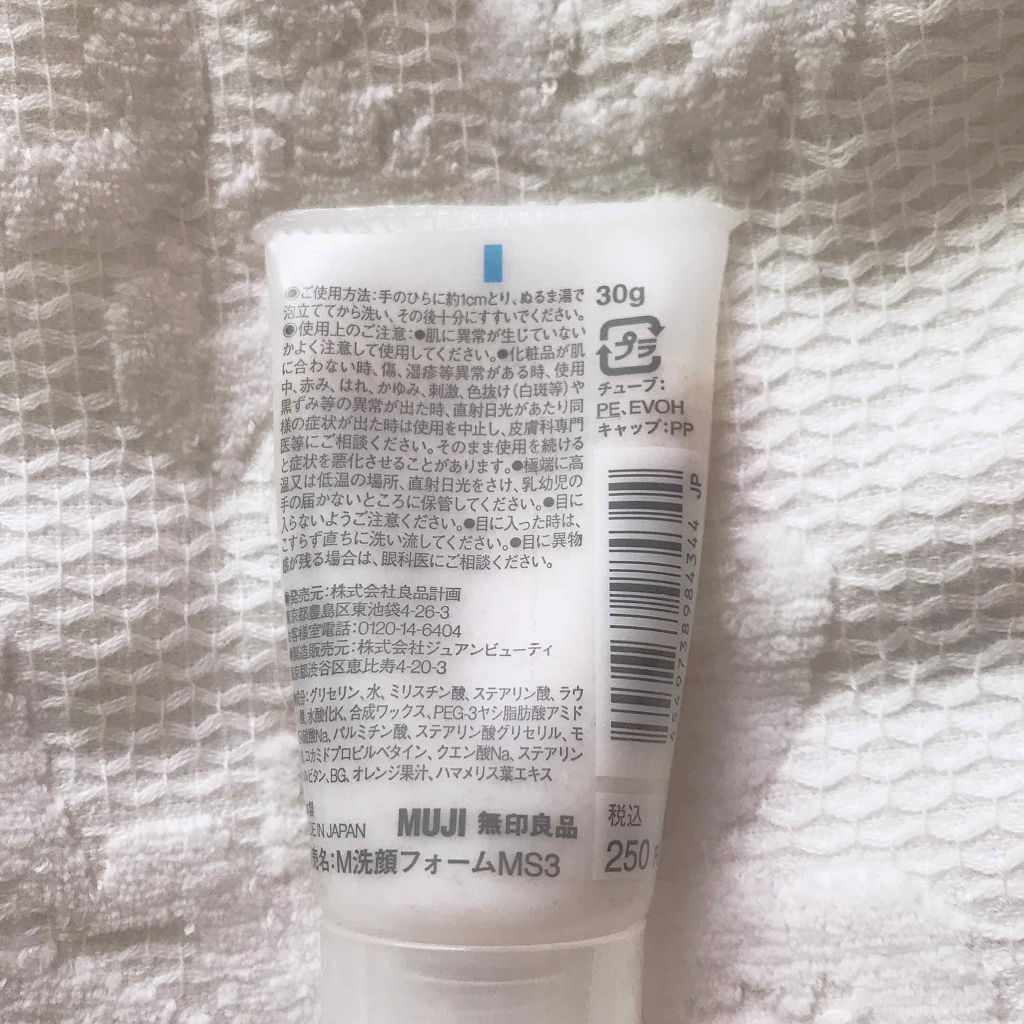 ●ご使用方法：手のひらに約1cmとり、ぬるま湯で
泡立ててから洗い、その後十分にすすいでください。
●使用上のご注意：●肌に異常が生じていない
かよく注意して使用してください。●化粧品が肌
に合わない時、傷、湿疹等異常がある時、使用
中、赤み、はれ、かゆみ、刺激、色抜け（白斑等）や
黒ずみ等の異常が出た時、直射日光があたり同
様の症状が出た時は使用を中止し、皮膚科専門
医等にご相談ください。そのまま使用を続ける
と症状を悪化させることがあります。●極端に高
温又は低温の場所、直射日光をさけ、乳幼児の
手の届かないところに保管してください。●目に
入らないようご注意ください。●目に入った時は、
こすらず直ちに洗い流してください。●目に異物
感が残る場合は、眼科医にご相談ください。
発売元：株式会社良品計画
東京都豊島区東池袋4-26-3
客様室電話：0120-14-6404
製造販売元：株式会社ジュアンビューティ
京都渋谷区恵比寿4-20-3
成分：グリセリン、水、ミリスチン酸、ステアリン酸、ラウ
酸、水酸化K、合成ワックス、PEG-3ヤシ脂肪酸アミド
硫酸Na、パルミチン酸、ステアリン酸グリセリル、モ
コカミドプロピルベタイン、クエン酸Na、ステアリン
ルビタン、BG、オレンジ果汁、ハマメリス葉エキス
製
DE IN JAPAN
MUJI 無印良品
名：M洗顔フォームMS3
30g
プラ
チューブ：
PE、EVOH
キャップ：PP
JP
4 549738 984344
税込
250円